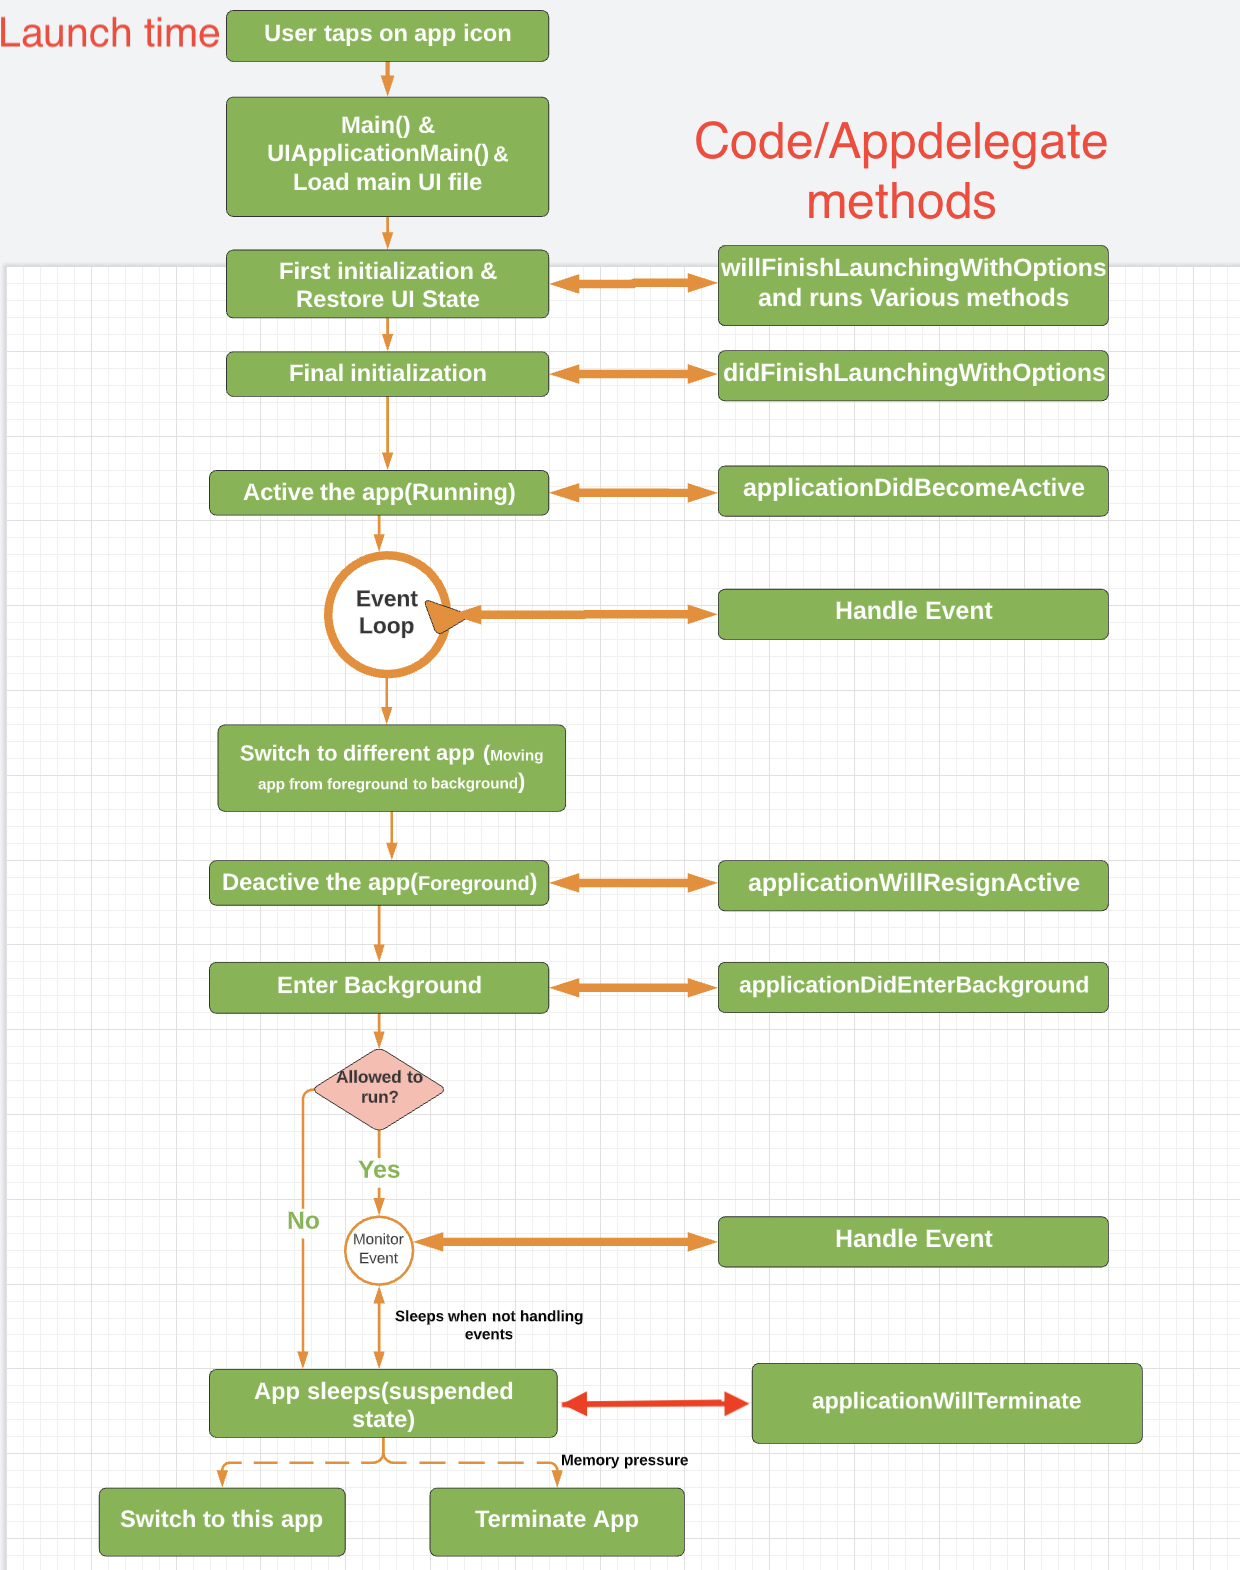 Launch time
User taps on app icon
Main() &
UIApplicationMain() &
Load main UI file
Code/Appdelegate
methods
First initialization &
Restore UI State
willFinishLaunchingWithOptions
and runs Various methods
Final initialization
didFinishLaunchingWithOptions
Active the app(Running)
applicationDidBecomeActive
Event
Loop
Handle Event
Switch to different app (Moving
app from foreground to background)
Deactive the app(Foreground)
applicationWillResignActive
Enter Background
applicationDidEnterBackground
Allowed to
run?
Yes
No
Monitor
Event
Handle Event
Sleeps when not handling
events
App sleeps(suspended
state)
applicationWillTerminate
Memory pressure
Switch to this app
Terminate App